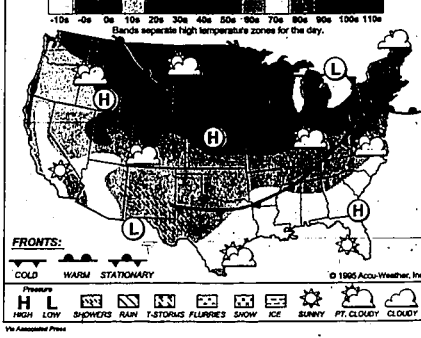 -10s -0s 0s 10s 20s 30s 40s 50s 60s 70s 80s 90s 100s 110s
Bands separate high temperature zones for the day.
L
H
H
H
L
FRONTS:
COLD WARM STATIONARY
© 1995 Accu-Weather, Inc
Pressure
H L
HIGH LOW SHOWERS RAIN T-STORMS FLURRIES SNOW ICE SUNNY PT. CLOUDY CLOUDY
Via Associated Press